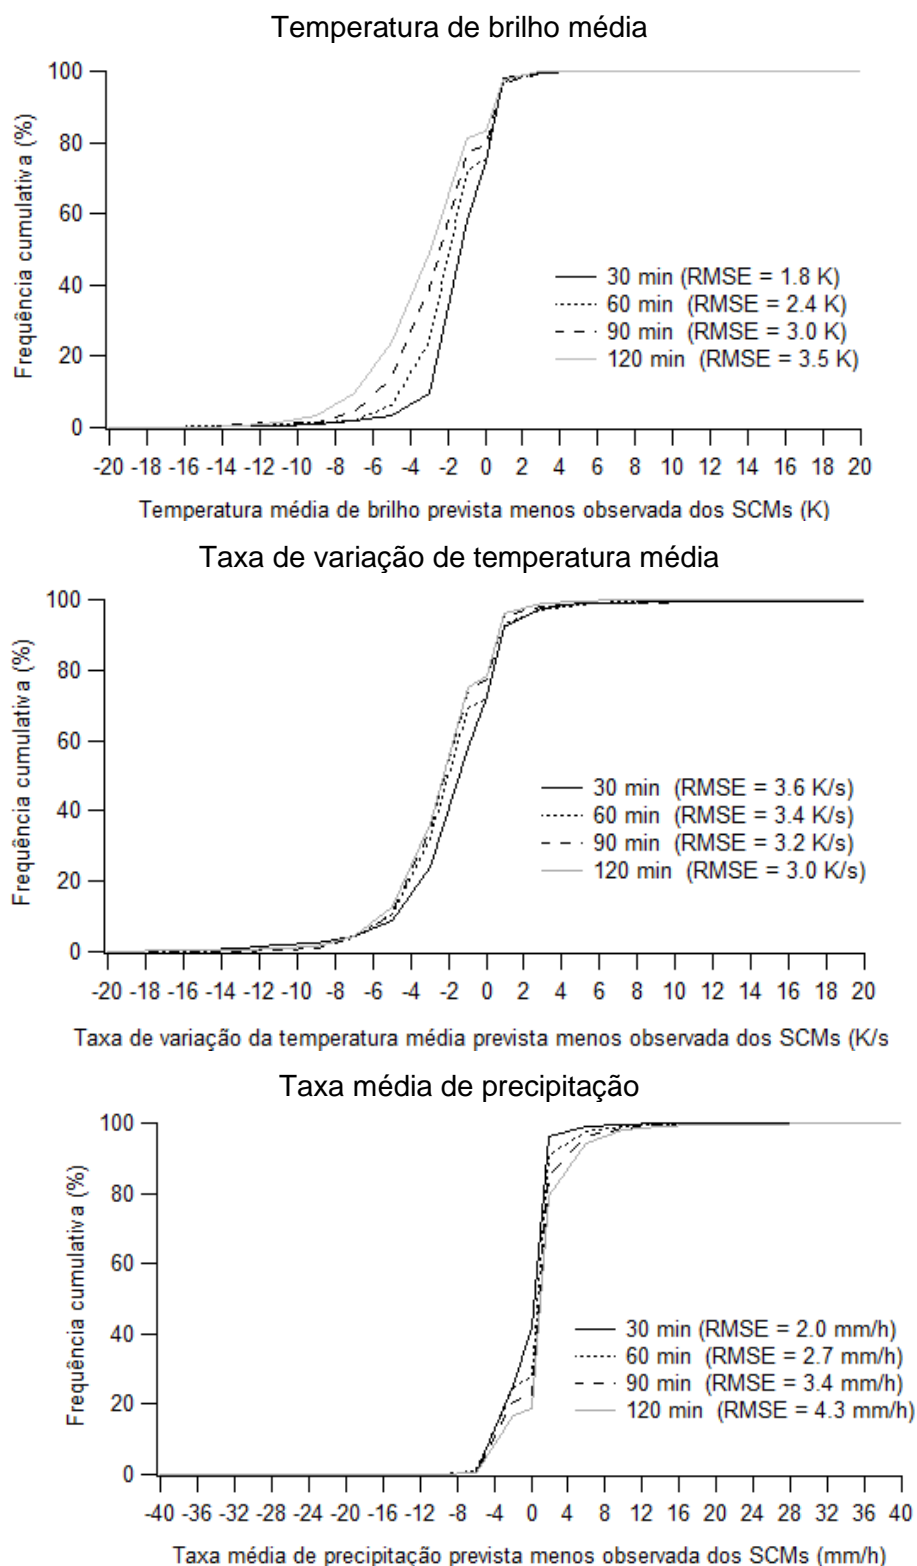 Temperatura de brilho média
Frequência cumulativa (%)
100
80
60
40
20
0
30 min (RMSE = 1.8 K)
60 min (RMSE = 2.4 K)
90 min (RMSE = 3.0 K)
120 min (RMSE = 3.5 K)
-20 -18 -16 -14 -12 -10 -8 -6 -4 -2 0 2 4 6 8 10 12 14 16 18 20
Temperatura média de brilho prevista menos observada dos SCMs (K)
Taxa de variação de temperatura média
Frequência cumulativa (%)
100
80
60
40
20
0
30 min (RMSE = 3.6 K/s)
60 min (RMSE = 3.4 K/s)
90 min (RMSE = 3.2 K/s)
120 min (RMSE = 3.0 K/s)
-20 -18 -16 -14 -12 -10 -8 -6 -4 -2 0 2 4 6 8 10 12 14 16 18 20
Taxa de variação da temperatura média prevista menos observada dos SCMs (K/s
Taxa média de precipitação
Frequência cumulativa (%)
100
80
60
40
20
0
30 min (RMSE = 2.0 mm/h)
60 min (RMSE = 2.7 mm/h)
90 min (RMSE = 3.4 mm/h)
120 min (RMSE = 4.3 mm/h)
-40 -36 -32 -28 -24 -20 -16 -12 -8 -4 0 4 8 12 16 20 24 28 32 36 40
Taxa média de precipitação prevista menos observada dos SCMs (mm/h)